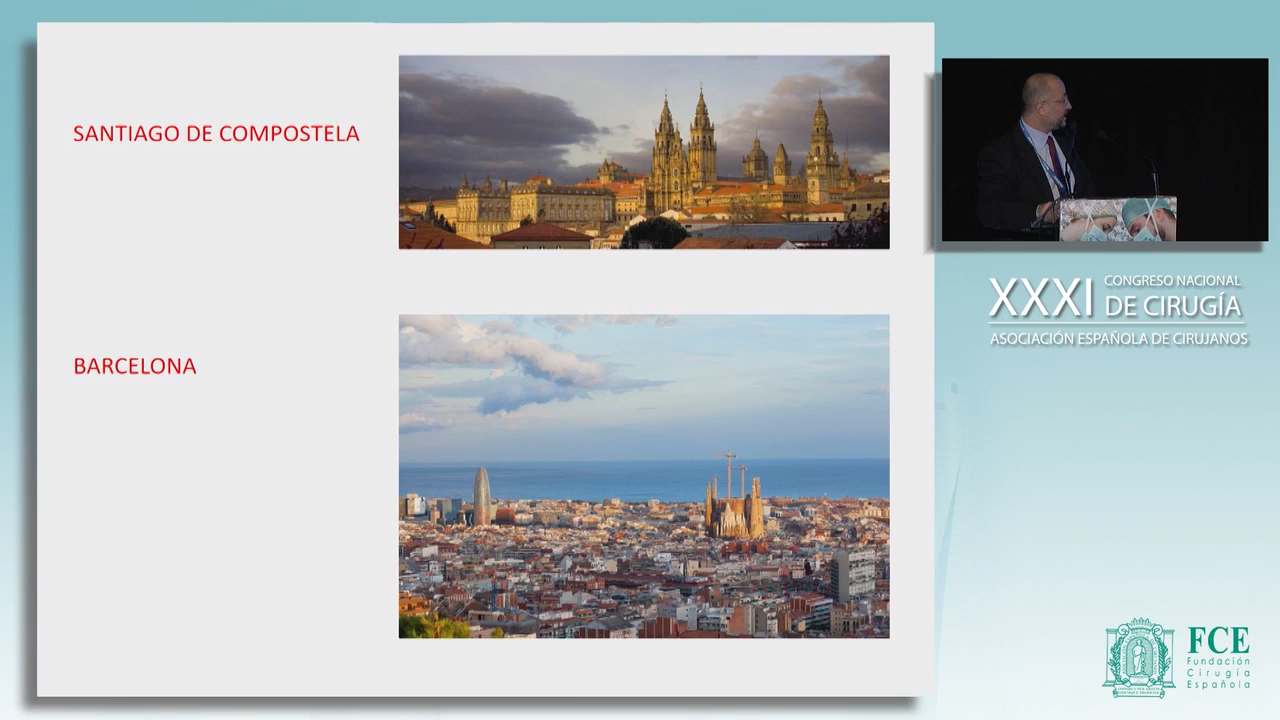 SANTIAGO DE COMPOSTELA
BARCELONA
XXXI CONGRESO NACIONAL
DE CIRUGÍA
ASOCIACIÓN ESPAÑOLA DE CIRUJANOS
FCE
Fundación
Cirugía
Española